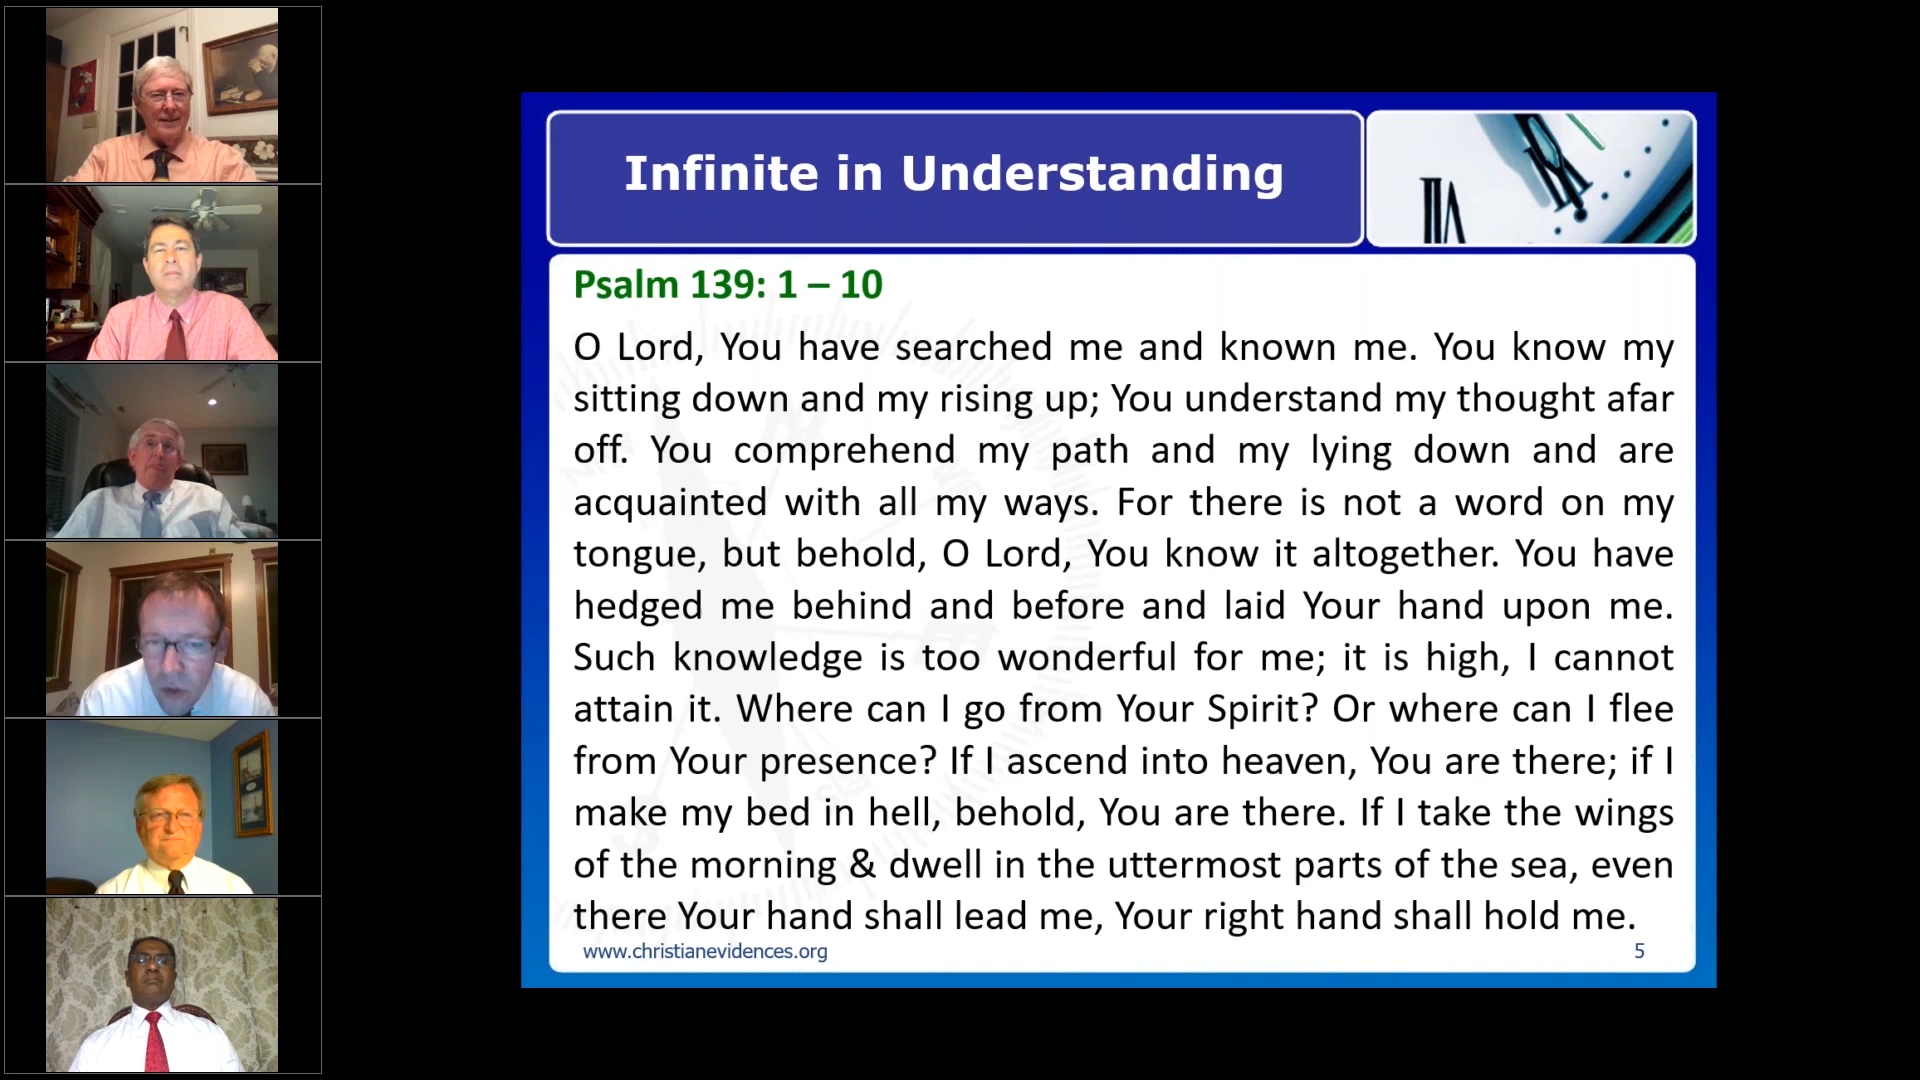 Infinite in Understanding
Psalm 139: 1 – 10
O Lord, You have searched me and known me. You know my
sitting down and my rising up; You understand my thought afar
off. You comprehend my path and my lying down and are
acquainted with all my ways. For there is not a word on my
tongue, but behold, O Lord, You know it altogether. You have
hedged me behind and before and laid Your hand upon me.
Such knowledge is too wonderful for me; it is high, I cannot
attain it. Where can I go from Your Spirit? Or where can I flee
from Your presence? If I ascend into heaven, You are there; if I
make my bed in hell, behold, You are there. If I take the wings
of the morning & dwell in the uttermost parts of the sea, even
there Your hand shall lead me, Your right hand shall hold me.
www.christianevidences.org
5